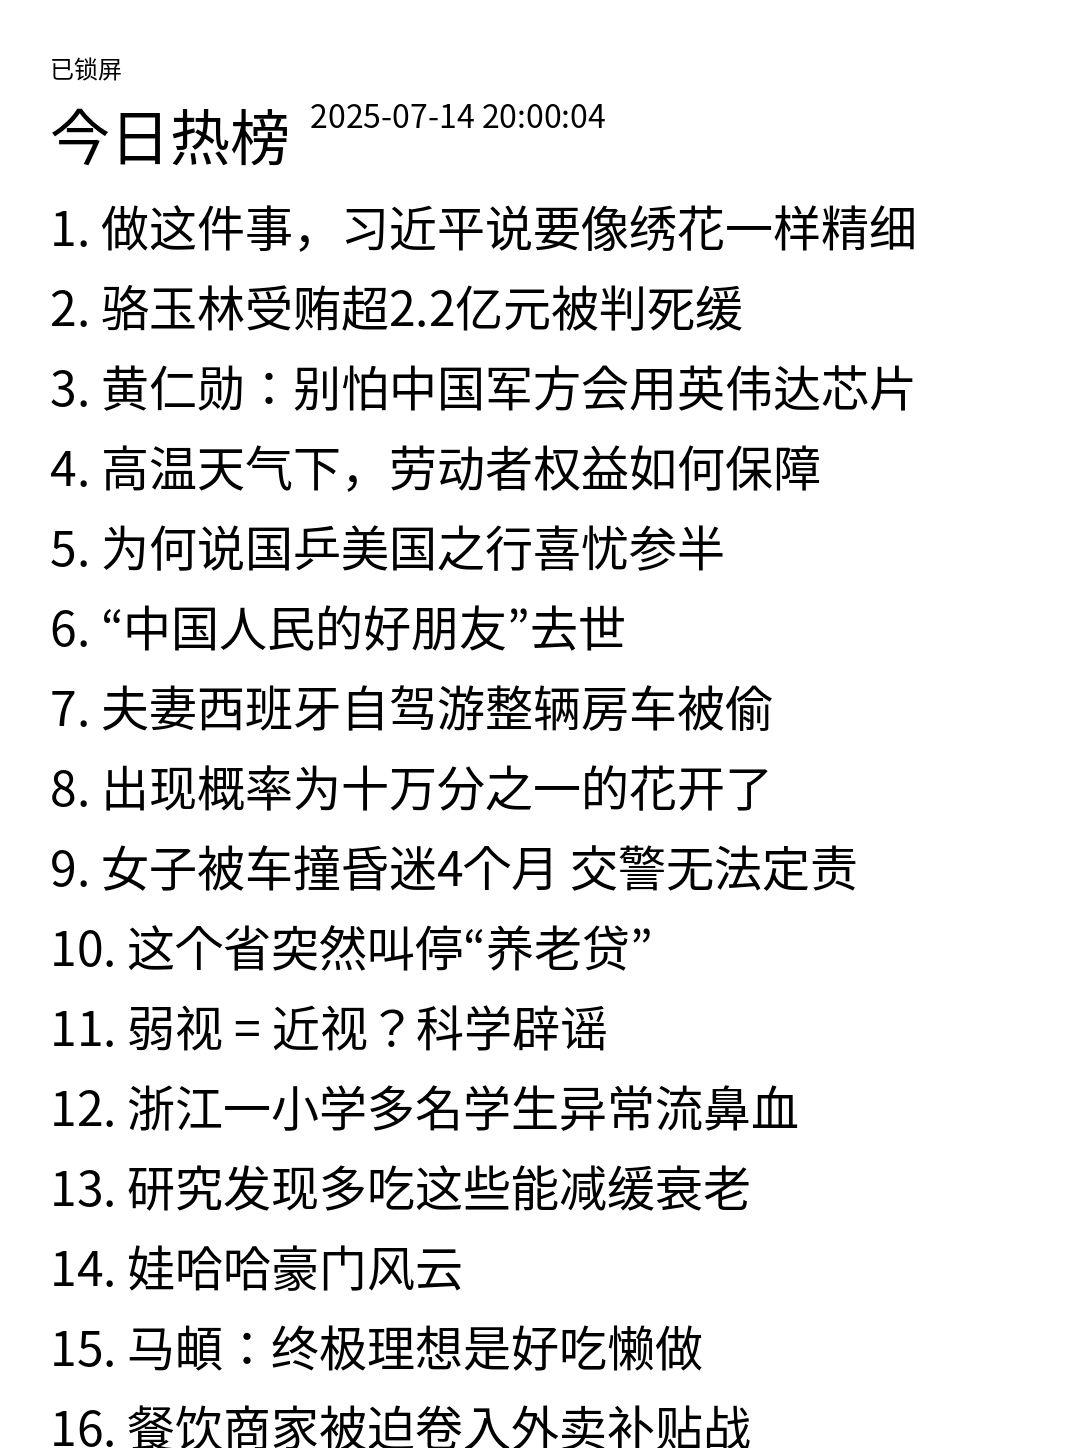 已锁屏
今日热榜 2025-07-14 20:00:04
1. 做这件事，习近平说要像绣花一样精细
2. 骆玉林受贿超2.2亿元被判死缓
3. 黄仁勋：别怕中国军方会用英伟达芯片
4. 高温天气下，劳动者权益如何保障
5. 为何说国乒美国之行喜忧参半
6. “中国人民的好朋友”去世
7. 夫妻西班牙自驾游整辆房车被偷
8. 出现概率为十万分之一的花开了
9. 女子被车撞昏迷4个月 交警无法定责
10. 这个省突然叫停“养老贷”
11. 弱视 = 近视？科学辟谣
12. 浙江一小学多名学生异常流鼻血
13. 研究发现多吃这些能减缓衰老
14. 娃哈哈豪门风云
15. 马頔：终极理想是好吃懒做
16. 餐饮商家被迫卷入外卖补贴战